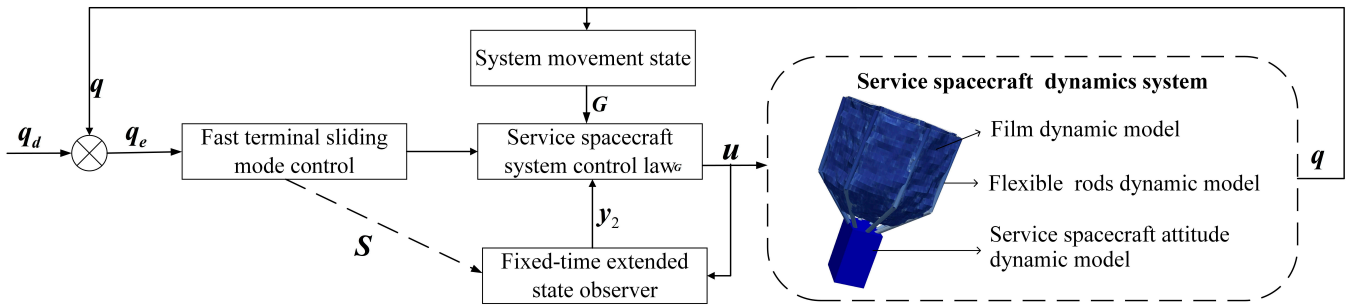 System movement state
Service spacecraft dynamics system
q
G
Film dynamic model
q_d
q_e
Fast terminal sliding
mode control
Service spacecraft
system control law_G
u
q
Flexible rods dynamic model
y_2
S
Service spacecraft attitude
dynamic model
Fixed-time extended
state observer